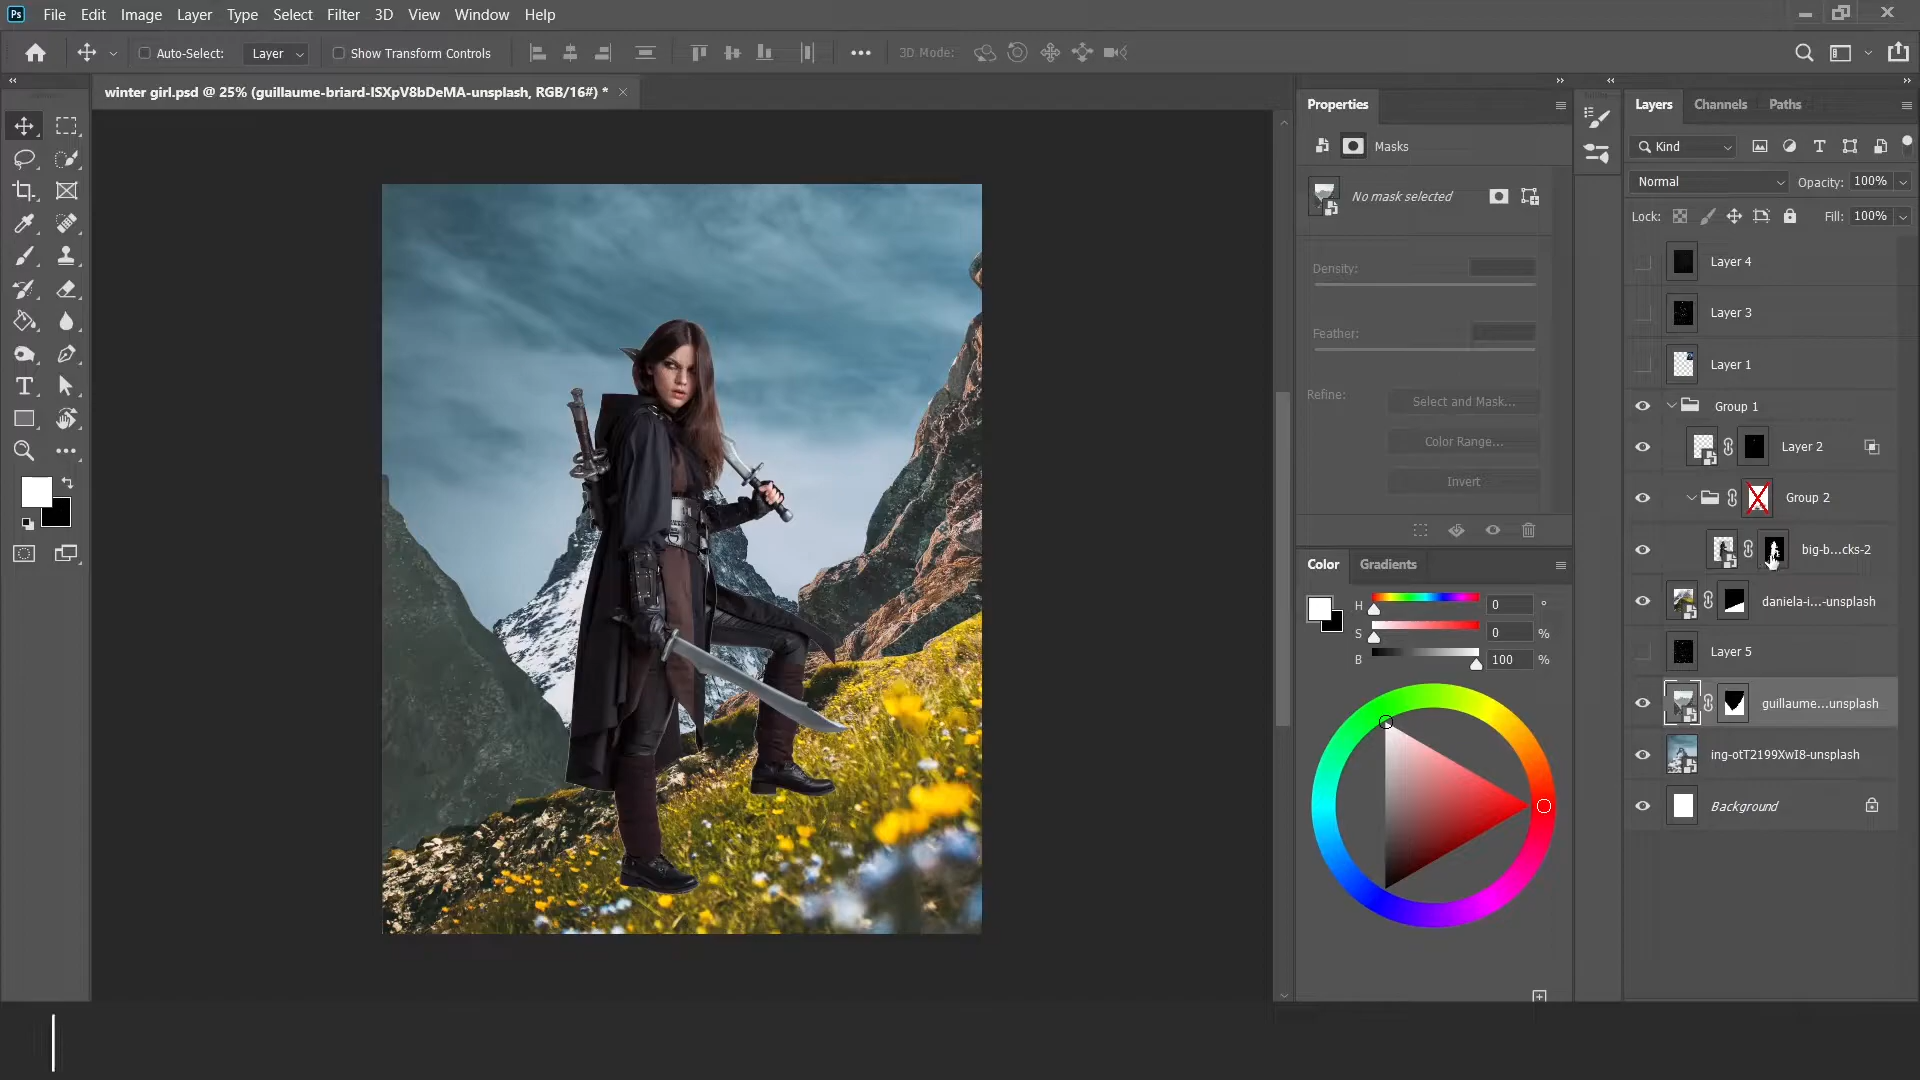 Ps File Edit Image Layer Type Select Filter 3D View Window Help
Auto-Select: Layer Show Transform Controls 3D Mode:
winter girl.psd @ 25% (guillaume-briard-lSXpV8bDeMA-unsplash, RGB/16#) *
Properties
Masks
No mask selected
Density:
Feather:
Refine:
Select and Mask...
Color Range...
Invert
Color Gradients
H 0 °
S 0 %
B 100 %
Layers Channels Paths
Kind
Normal Opacity: 100%
Lock: Fill: 100%
Layer 4
Layer 3
Layer 1
Group 1
Layer 2
Group 2
big-b...cks-2
daniela-i...-unsplash
Layer 5
guillaume...unsplash
ing-otT2199XwI8-unsplash
Background